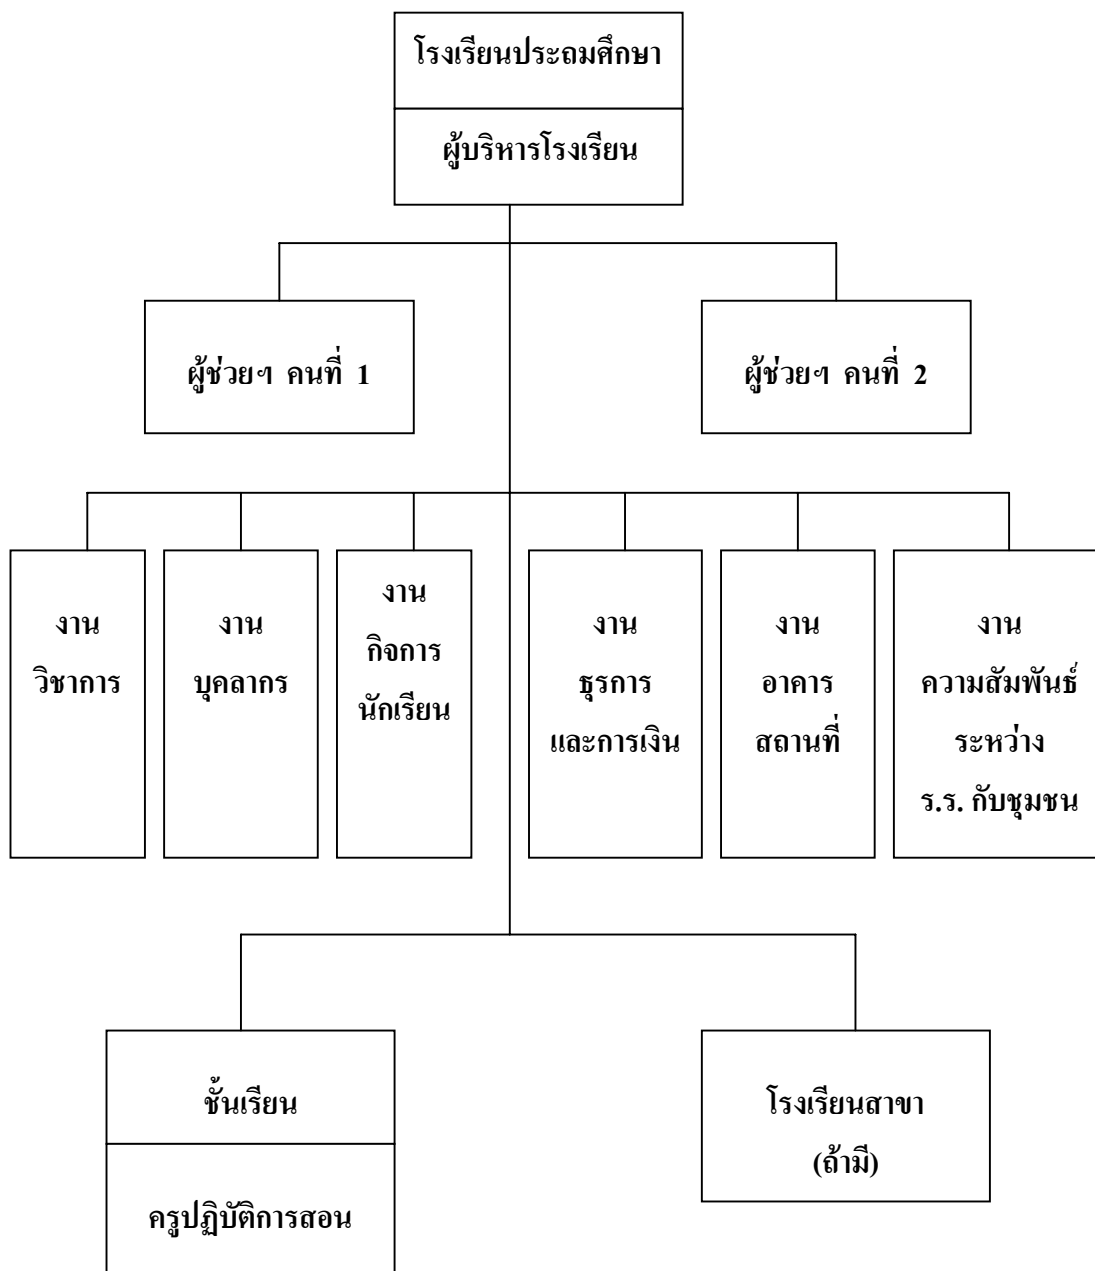 โรงเรียนประถมศึกษา
ผู้บริหารโรงเรียน
ผู้ช่วยฯ คนที่ 1
ผู้ช่วยฯ คนที่ 2
งาน
วิชาการ
งาน
บุคลากร
งาน
กิจการ
นักเรียน
งาน
ธุรการ
และการเงิน
งาน
อาคาร
สถานที่
งาน
ความสัมพันธ์
ระหว่าง
ร.ร. กับชุมชน
ชั้นเรียน
ครูปฏิบัติการสอน
โรงเรียนสาขา
(ถ้ามี)